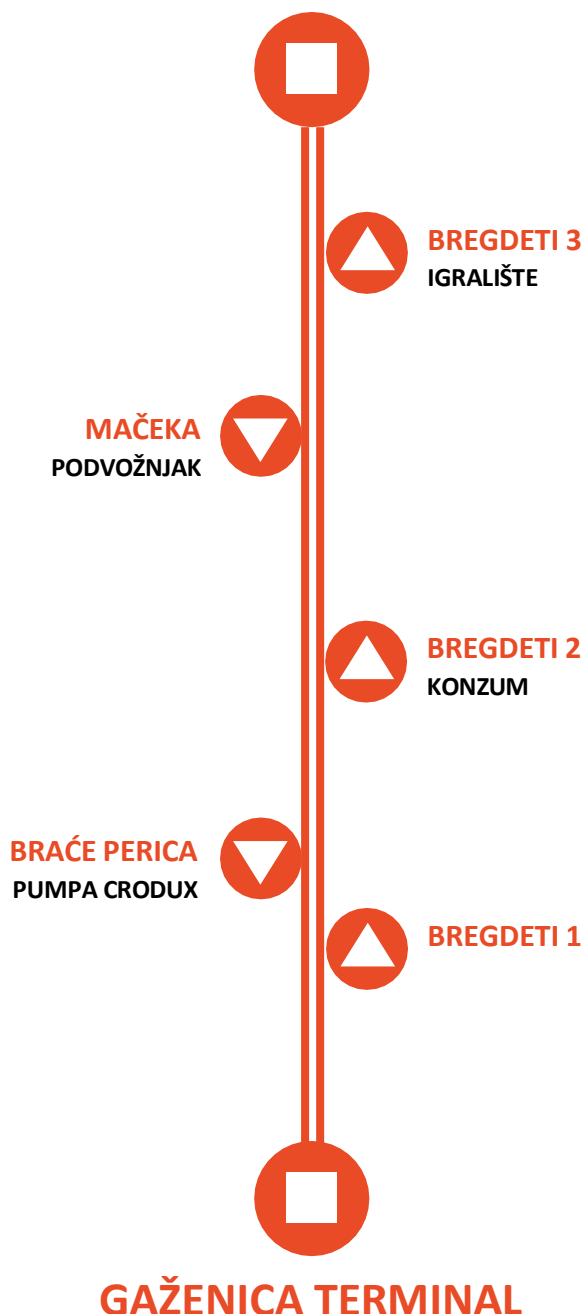 BREGDETI 3
IGRALIŠTE
MAČEKA
PODVOŽNJAK
BREGDETI 2
KONZUM
BRAĆE PERICA
PUMPA CRODUX
BREGDETI 1
GAŽENICA TERMINAL